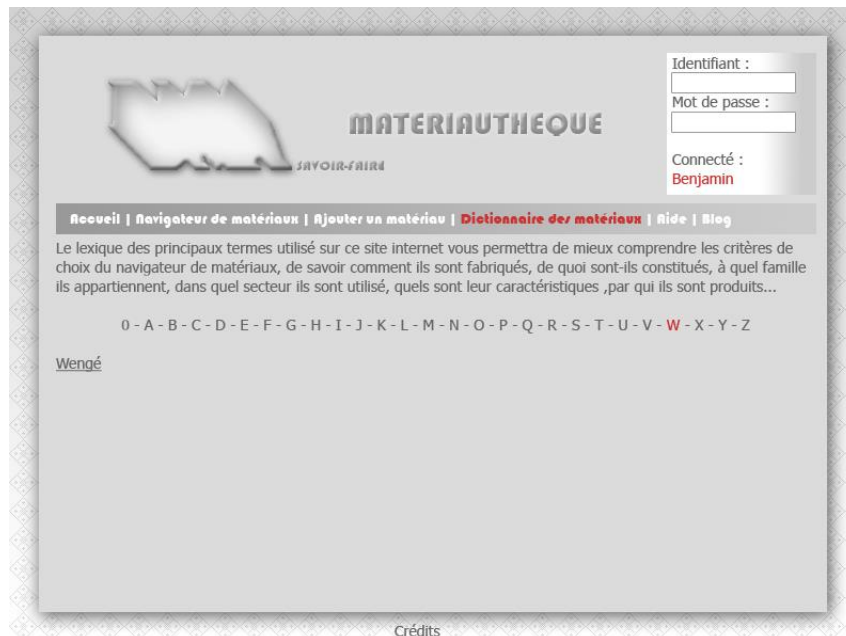 Identifiant :
Mot de passe :
MATERIAUTHEQUE
SAVOIR-FAIRE
Connecté :
Benjamin
Accueil | Navigateur de matériaux | Ajouter un matériau | Dictionnaire des matériaux | Aide | Blog
Le lexique des principaux termes utilisé sur ce site internet vous permettra de mieux comprendre les critères de
choix du navigateur de matériaux, de savoir comment ils sont fabriqués, de quoi sont-ils constitués, à quel famille
ils appartiennent, dans quel secteur ils sont utilisé, quels sont leur caractéristiques ,par qui ils sont produits...
0 - A - B - C - D - E - F - G - H - I - J - K - L - M - N - O - P - Q - R - S - T - U - V - W - X - Y - Z
Wengé
Crédits